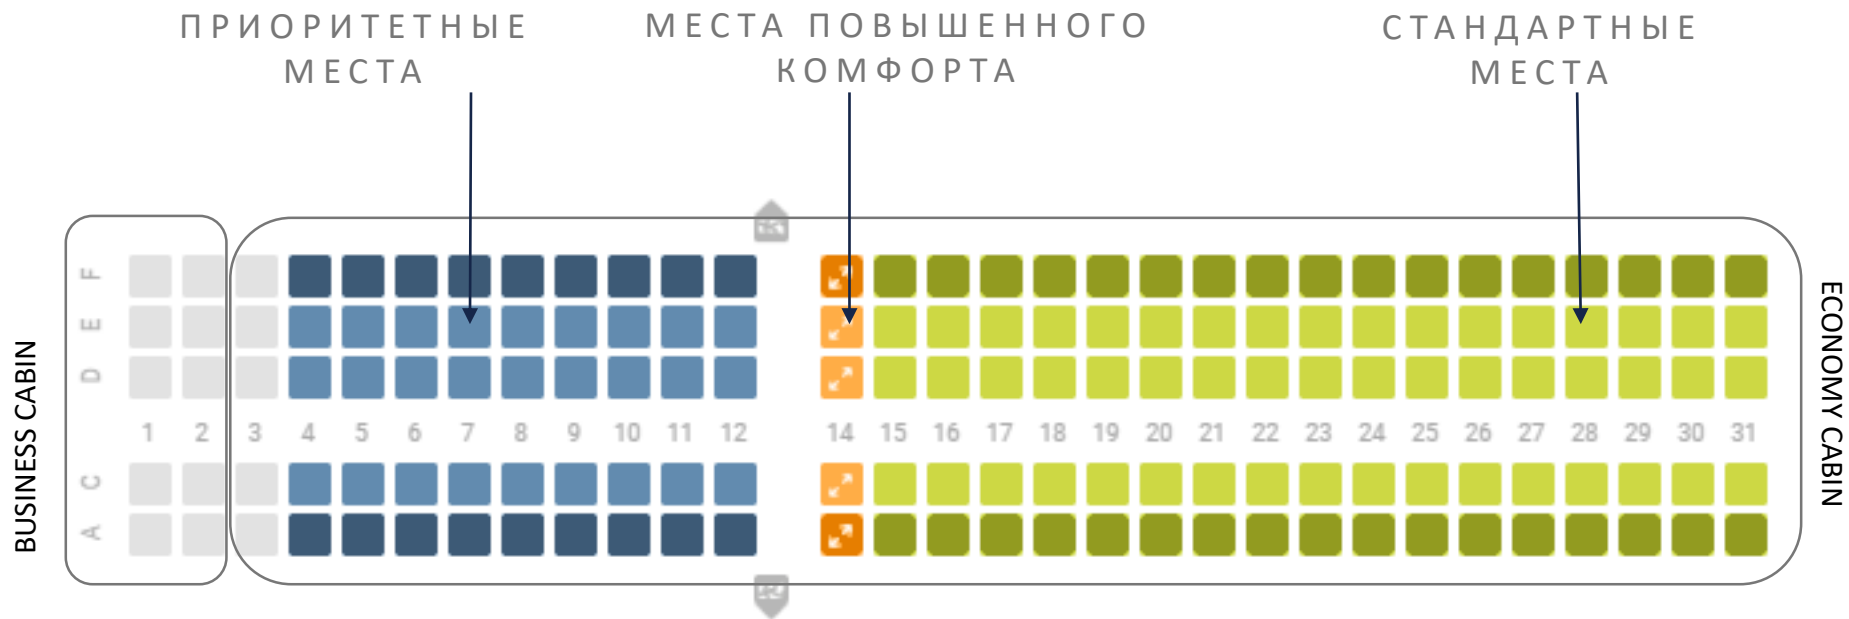 ПРИОРИТЕТНЫЕ
МЕСТА
МЕСТА ПОВЫШЕННОГО
КОМФОРТА
СТАНДАРТНЫЕ
МЕСТА
BUSINESS CABIN
F
E
D
1 2 3 4 5 6 7 8 9 10 11 12 14 15 16 17 18 19 20 21 22 23 24 25 26 27 28 29 30 31
C
A
ECONOMY CABIN